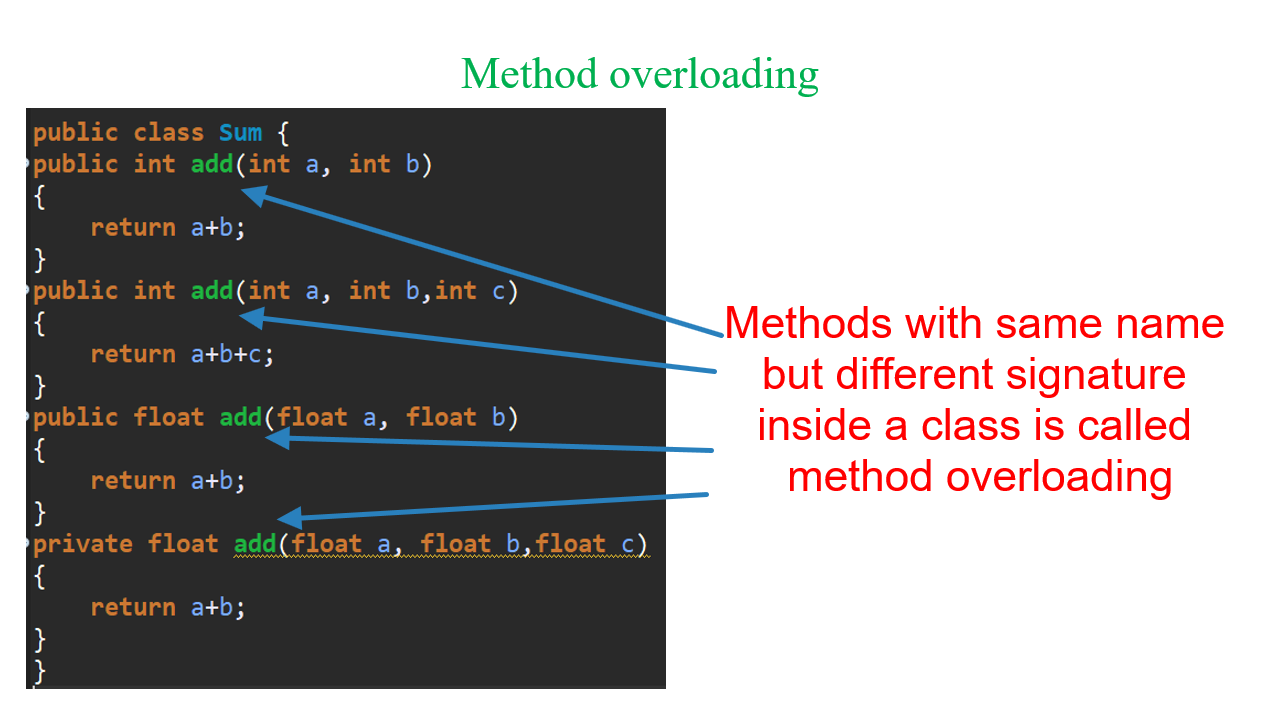 Method overloading
public class Sum {
public int add(int a, int b)
{
    return a+b;
}
public int add(int a, int b,int c)
{
    return a+b+c;
}
public float add(float a, float b)
{
    return a+b;
}
private float add(float a, float b,float c)
{
    return a+b;
}
}
Methods with same name
but different signature
inside a class is called
method overloading